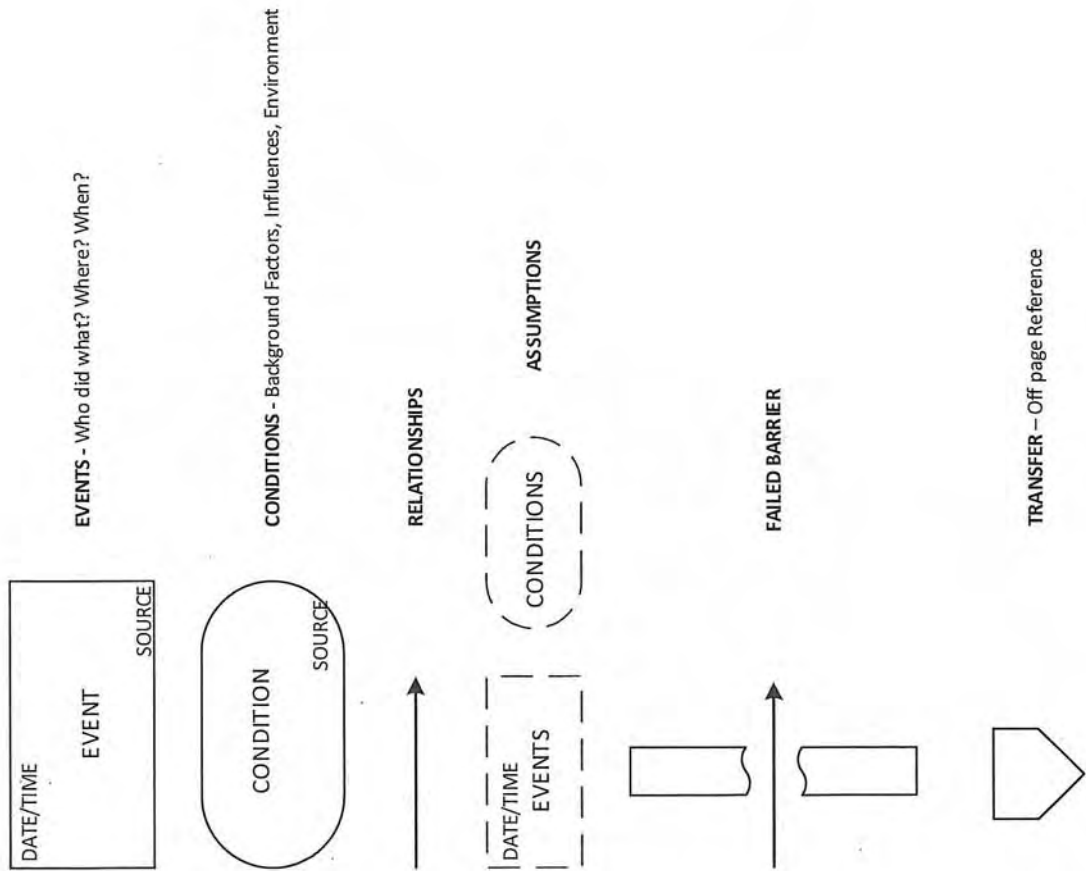 DATE/TIME
EVENT
SOURCE
EVENTS - Who did what? Where? When?
CONDITION
SOURCE
CONDITIONS - Background Factors, Influences, Environment
RELATIONSHIPS
DATE/TIME
EVENTS
CONDITIONS
ASSUMPTIONS
FAILED BARRIER
TRANSFER – Off page Reference